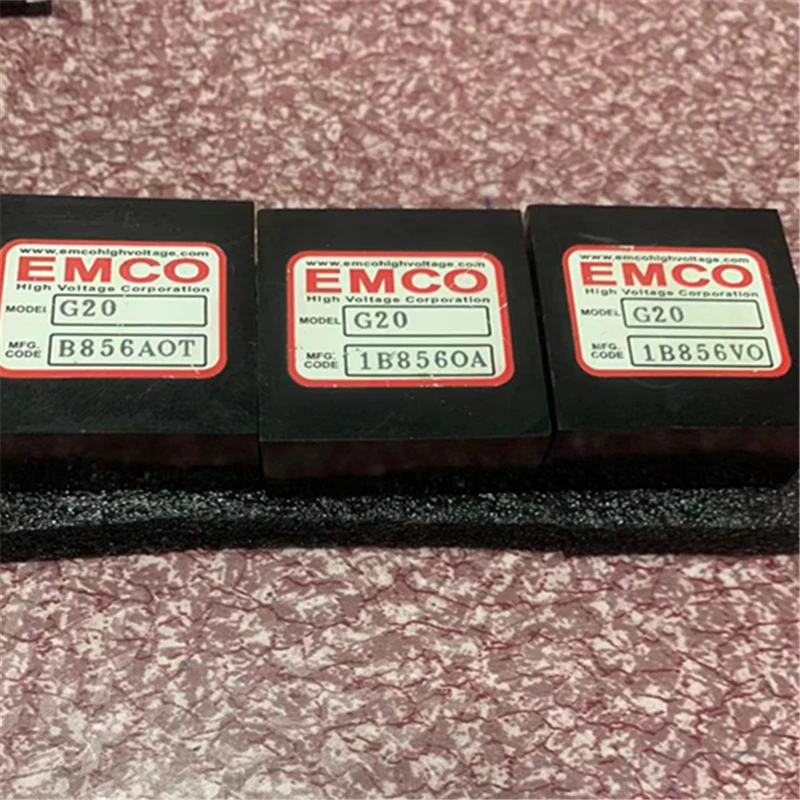 www.emcohighvoltage.com
EMCO
High Voltage Corporation
MODEL G20
MFG. CODE B856AOT
www.emcohighvoltage.com
EMCO
High Voltage Corporation
MODEL G20
MFG. CODE 1B856OA
www.emcohighvoltage.com
EMCO
High Voltage Corporation
MODEL G20
MFG. CODE 1B856VO